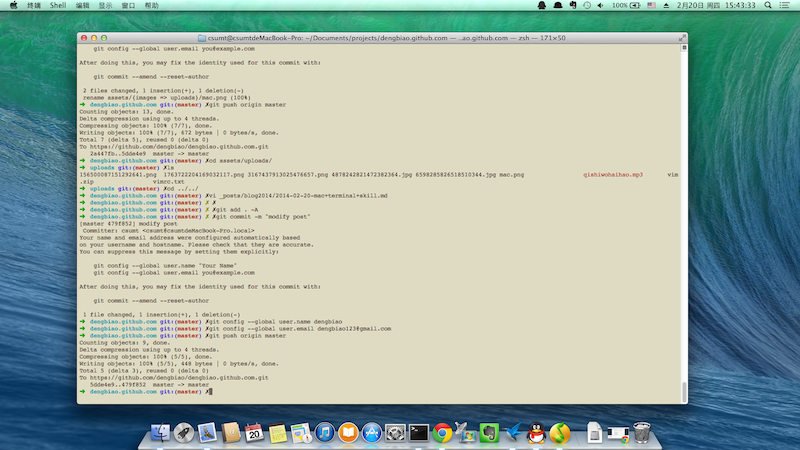 终端 Shell 编辑 显示 窗口 帮助 100% 2月20日 周四 15:43:33
csumt@csumtdeMacBook-Pro: ~/Documents/projects/dengbiao.github.com — ..ao.github.com — zsh — 171×50
git config --global user.email you@example.com
After doing this, you may fix the identity used for this commit with:
git commit --amend --reset-author
2 files changed, 1 insertion(+), 1 deletion(-)
rename assets/{images => uploads}/mac.png (100%)
➜ dengbiao.github.com git:(master) ✗git push origin master
Counting objects: 13, done.
Delta compression using up to 4 threads.
Compressing objects: 100% (7/7), done.
Writing objects: 100% (7/7), 672 bytes | 0 bytes/s, done.
Total 7 (delta 5), reused 0 (delta 0)
To https://github.com/dengbiao/dengbiao.github.com.git
2a447fb..5dde4e9 master -> master
➜ dengbiao.github.com git:(master) ✗cd assets/uploads/
➜ uploads git:(master) ✗ls
1565008715129264​1.png 1763722204169032117.png 3167437913025476657.png 4878242821472382364.jpg 6598285826518510344.jpg mac.png qishiwohaihao.mp3 vim
.zip vimrc.txt
➜ uploads git:(master) ✗cd ../../
➜ dengbiao.github.com git:(master) ✗vi _posts/blog2014/2014-02-20-mac+terminal+skill.md
➜ dengbiao.github.com git:(master) ✗ ✗
➜ dengbiao.github.com git:(master) ✗ ✗git add . -A
➜ dengbiao.github.com git:(master) ✗ ✗git commit -m "modify post"
[master 479f852] modify post
Committer: csumt <csumt@csumtdeMacBook-Pro.local>
Your name and email address were configured automatically based
on your username and hostname. Please check that they are accurate.
You can suppress this message by setting them explicitly:
git config --global user.name "Your Name"
git config --global user.email you@example.com
After doing this, you may fix the identity used for this commit with:
git commit --amend --reset-author
1 file changed, 1 insertion(+), 1 deletion(-)
➜ dengbiao.github.com git:(master) ✗git config --global user.name dengbiao
➜ dengbiao.github.com git:(master) ✗git config --global user.email dengbiao123@gmail.com
➜ dengbiao.github.com git:(master) ✗git push origin master
Counting objects: 9, done.
Delta compression using up to 4 threads.
Compressing objects: 100% (5/5), done.
Writing objects: 100% (5/5), 448 bytes | 0 bytes/s, done.
Total 5 (delta 3), reused 0 (delta 0)
To https://github.com/dengbiao/dengbiao.github.com.git
5dde4e9..479f852 master -> master
➜ dengbiao.github.com git:(master) ✗
20